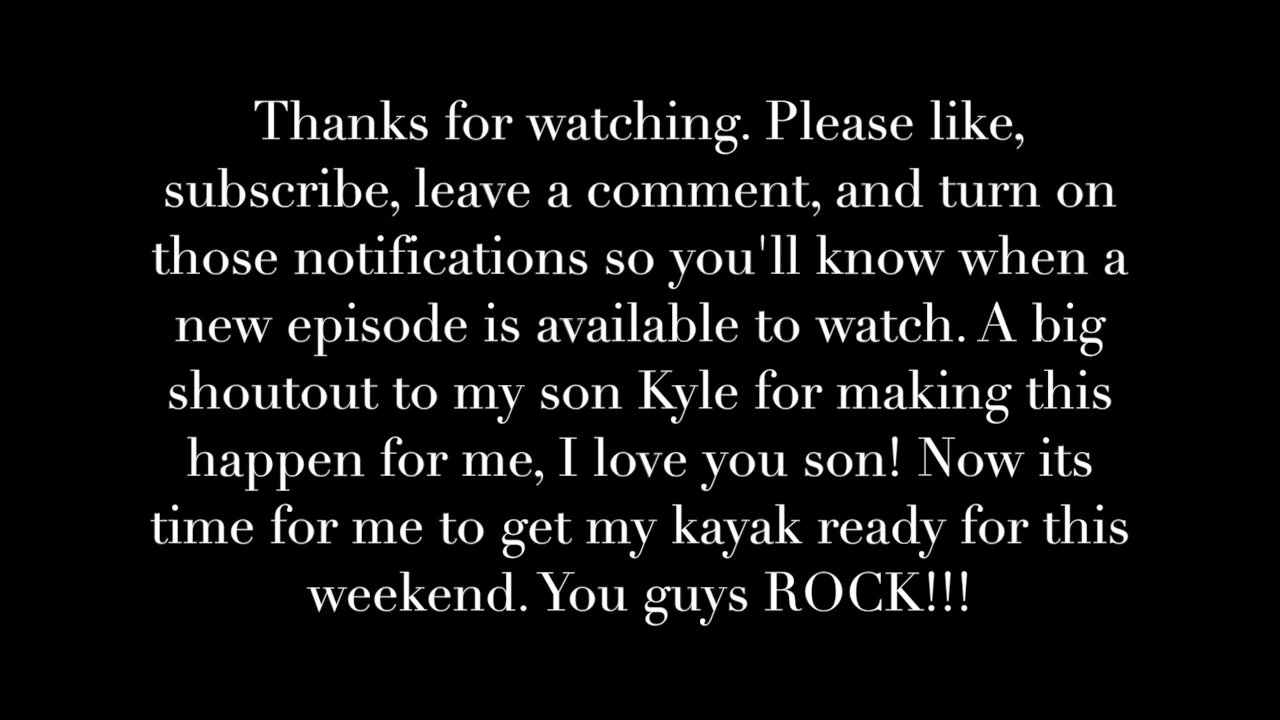 Thanks for watching. Please like,
subscribe, leave a comment, and turn on
those notifications so you'll know when a
new episode is available to watch. A big
shoutout to my son Kyle for making this
happen for me, I love you son! Now its
time for me to get my kayak ready for this
weekend. You guys ROCK!!!